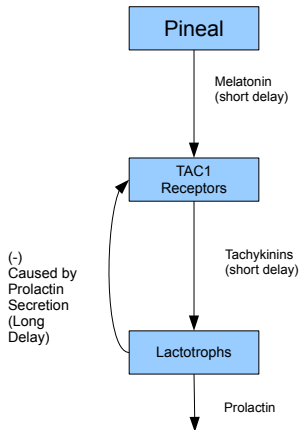 Pineal
Melatonin
(short delay)
TAC1
Receptors
(-)
Caused by
Prolactin
Secretion
(Long
Delay)
Tachykinins
(short delay)
Lactotrophs
Prolactin